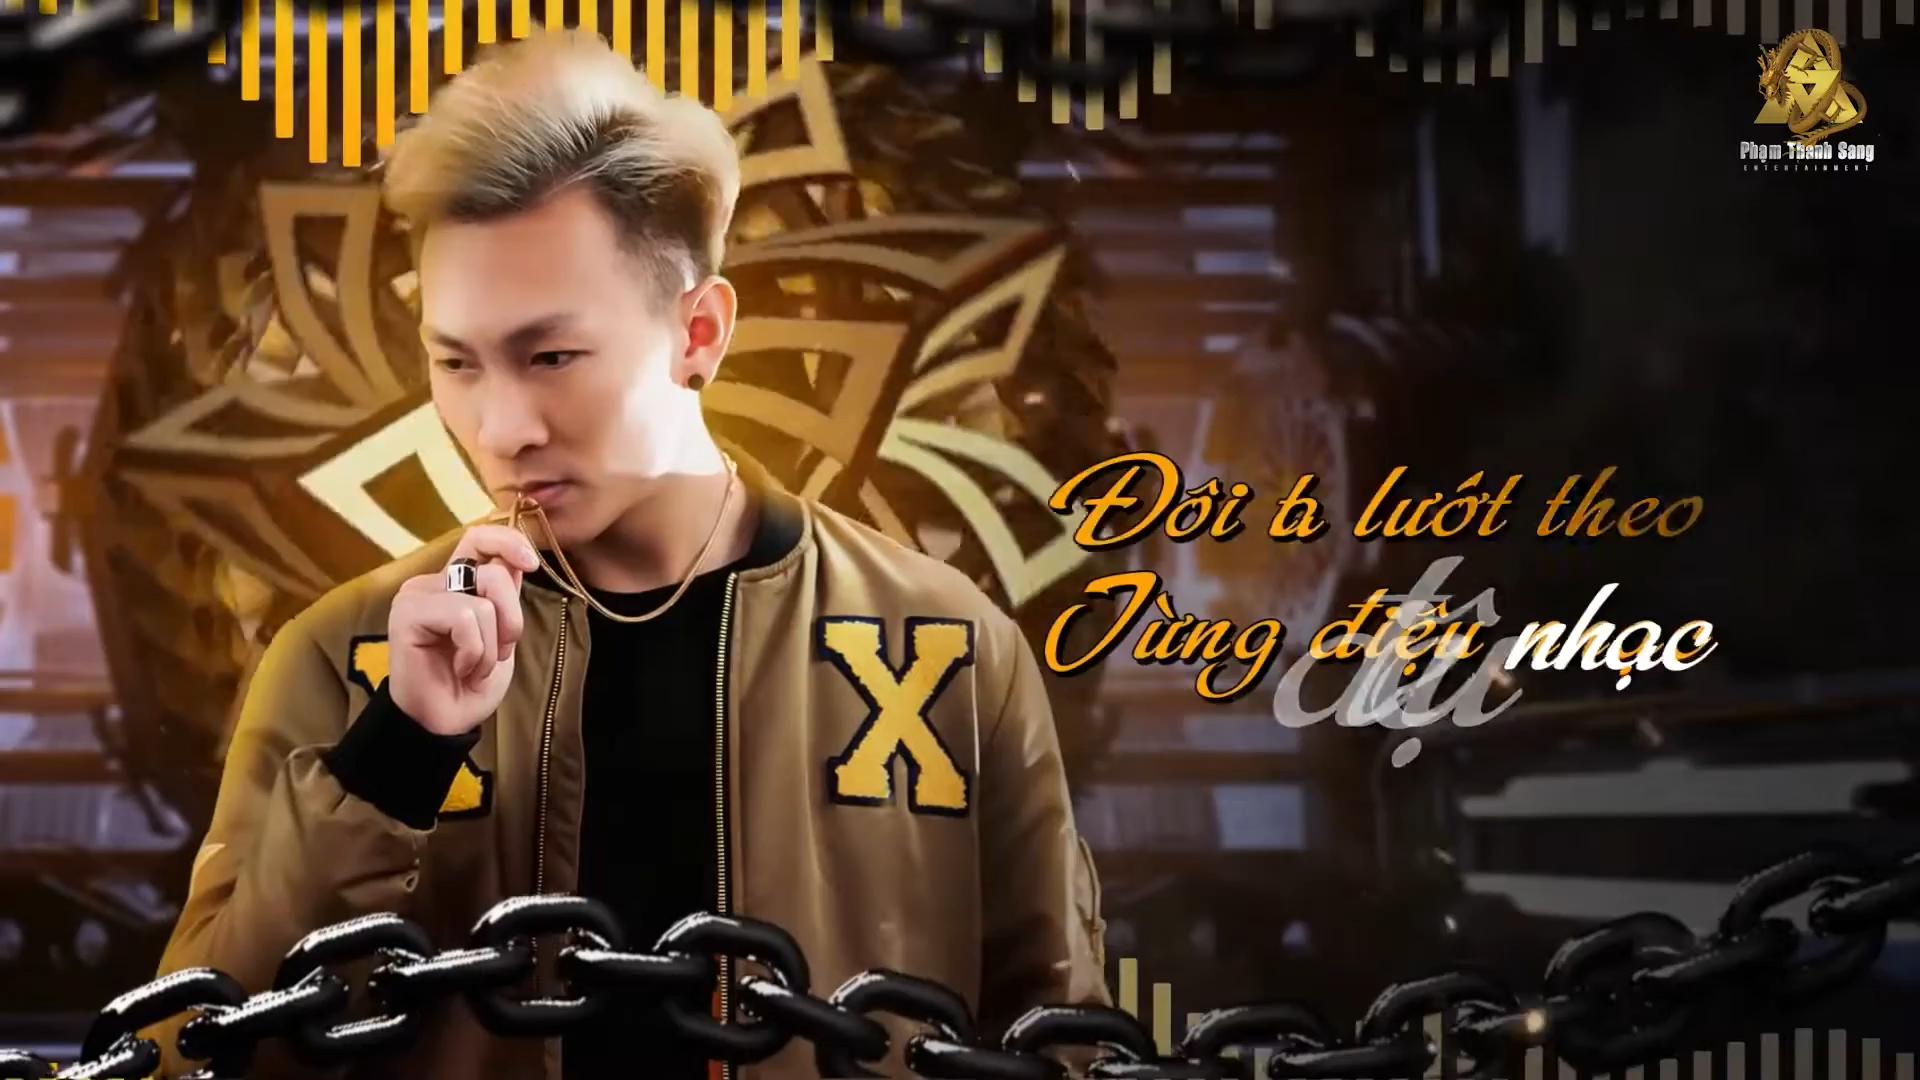 Phạm Thanh Sang
ENTERTAINMENT
X
Đôi ta lướt theo
Từng điệu nhạc